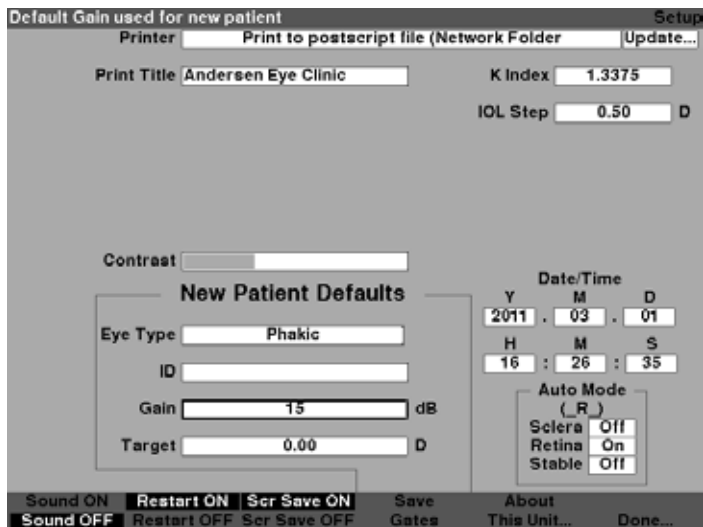 Default Gain used for new patient Setup
Printer Print to postscript file (Network Folder Update...
Print Title Andersen Eye Clinic K Index 1.3375
IOL Step 0.50 D
Contrast
Date/Time
New Patient Defaults Y M D
2011 . 03 . 01
Eye Type Phakic H M S
16 : 26 : 35
ID
Auto Mode
(_R_)
Gain 15 dB Sclera Off
Target 0.00 D Retina On
Stable Off
Sound ON Restart ON Scr Save ON Save About
Sound OFF Restart OFF Scr Save OFF Gates This Unit... Done...